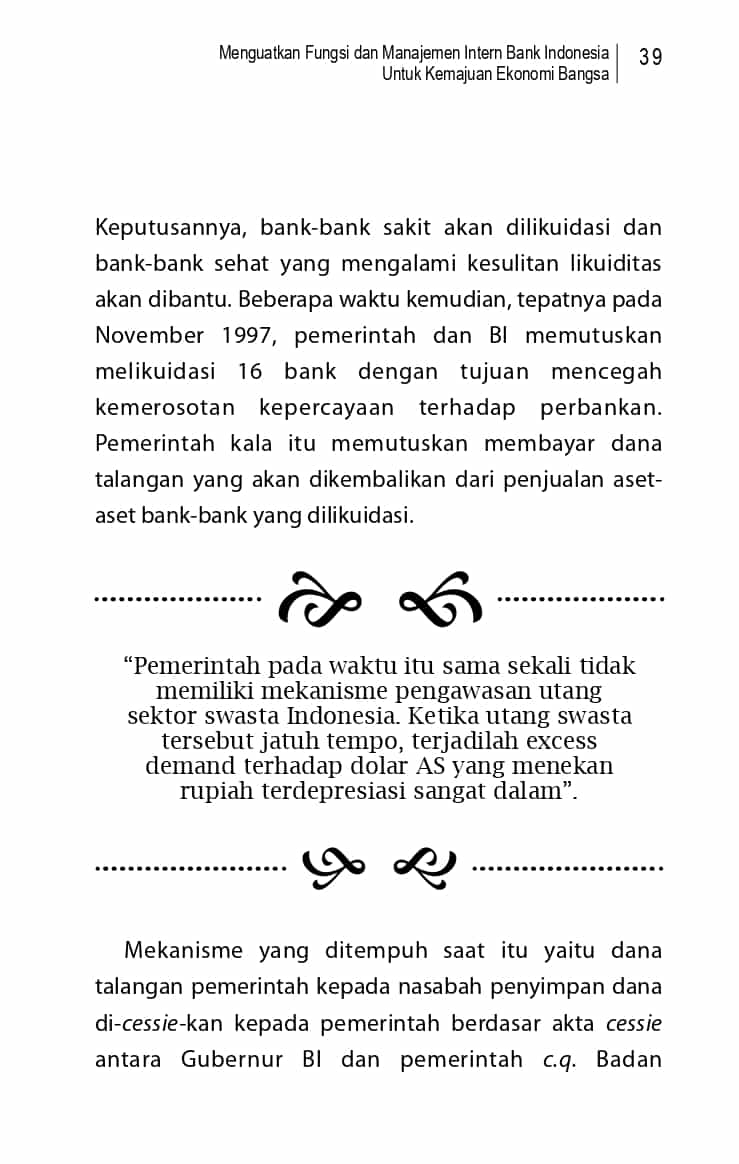 Menguatkan Fungsi dan Manajemen Intern Bank Indonesia
Untuk Kemajuan Ekonomi Bangsa
39
Keputusannya, bank-bank sakit akan dilikuidasi dan
bank-bank sehat yang mengalami kesulitan likuiditas
akan dibantu. Beberapa waktu kemudian, tepatnya pada
November 1997, pemerintah dan BI memutuskan
melikuidasi 16 bank dengan tujuan mencegah
kemerosotan kepercayaan terhadap perbankan.
Pemerintah kala itu memutuskan membayar dana
talangan yang akan dikembalikan dari penjualan aset-
aset bank-bank yang dilikuidasi.
“Pemerintah pada waktu itu sama sekali tidak
memiliki mekanisme pengawasan utang
sektor swasta Indonesia. Ketika utang swasta
tersebut jatuh tempo, terjadilah excess
demand terhadap dolar AS yang menekan
rupiah terdepresiasi sangat dalam”.
Mekanisme yang ditempuh saat itu yaitu dana
talangan pemerintah kepada nasabah penyimpan dana
di-cessie-kan kepada pemerintah berdasar akta cessie
antara Gubernur BI dan pemerintah c.q. Badan